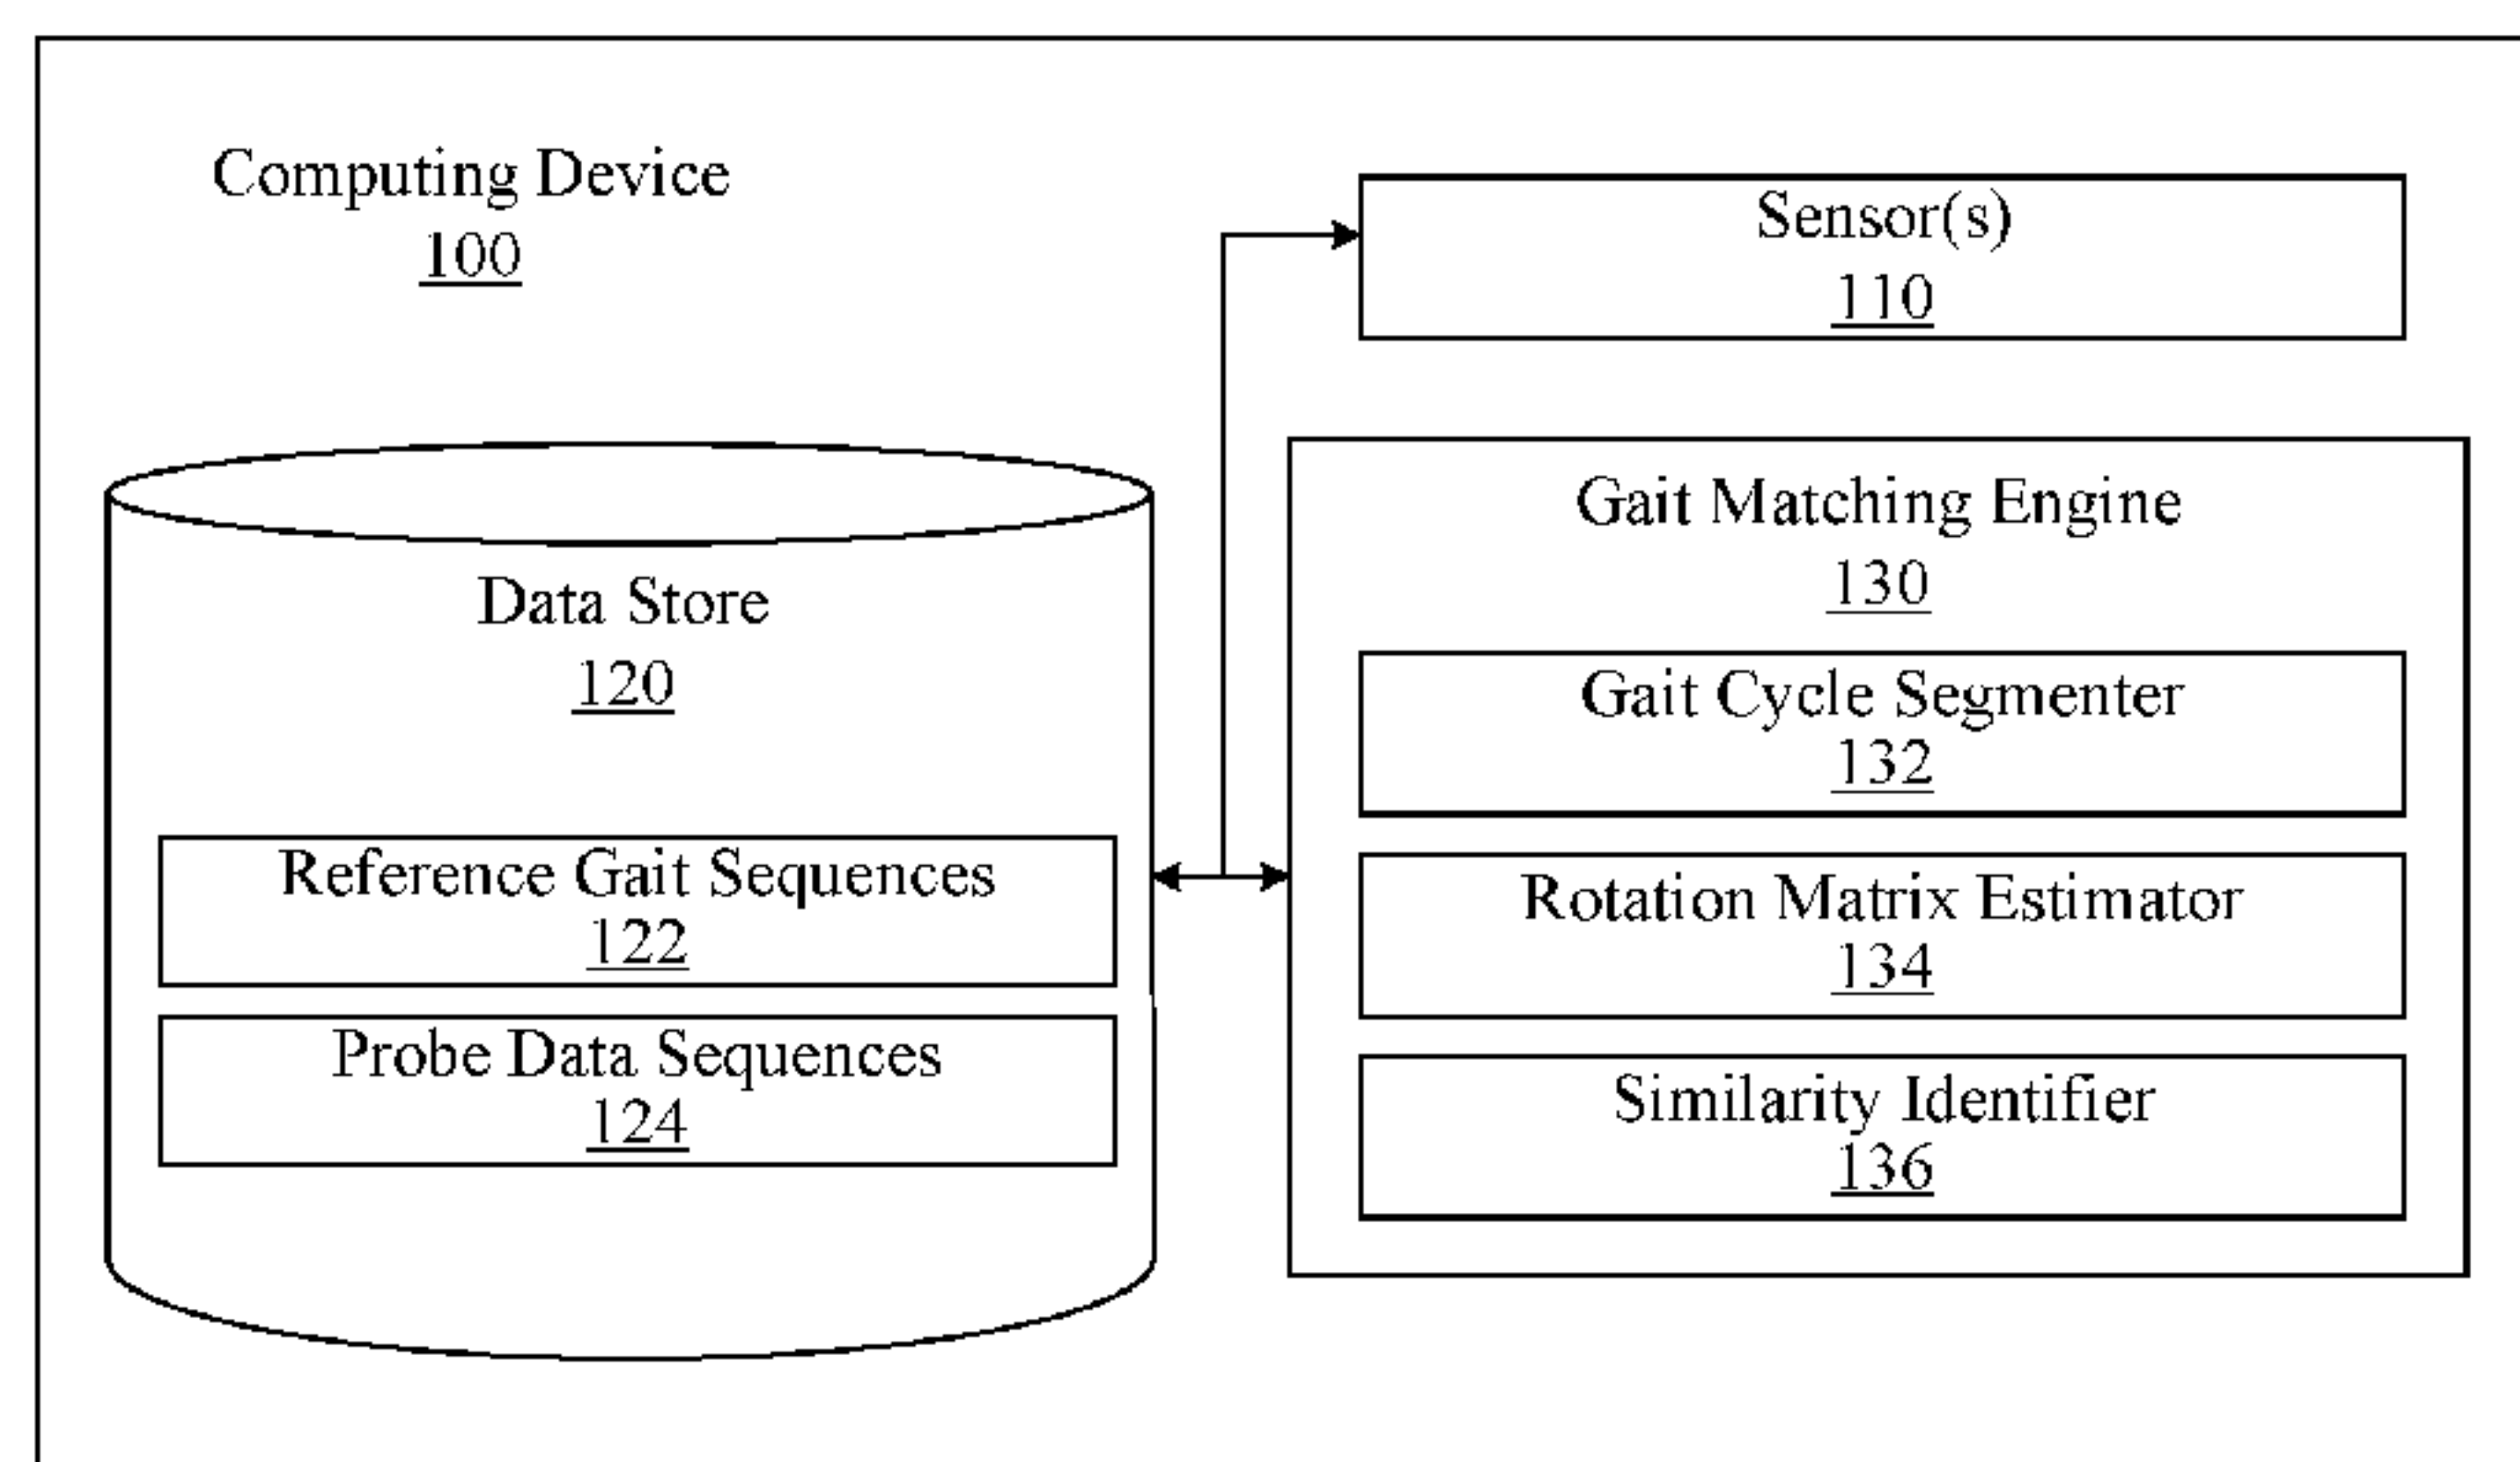 Computing Device
100
Sensor(s)
110
Data Store
120
Reference Gait Sequences
122
Probe Data Sequences
124
Gait Matching Engine
130
Gait Cycle Segmenter
132
Rotation Matrix Estimator
134
Similarity Identifier
136